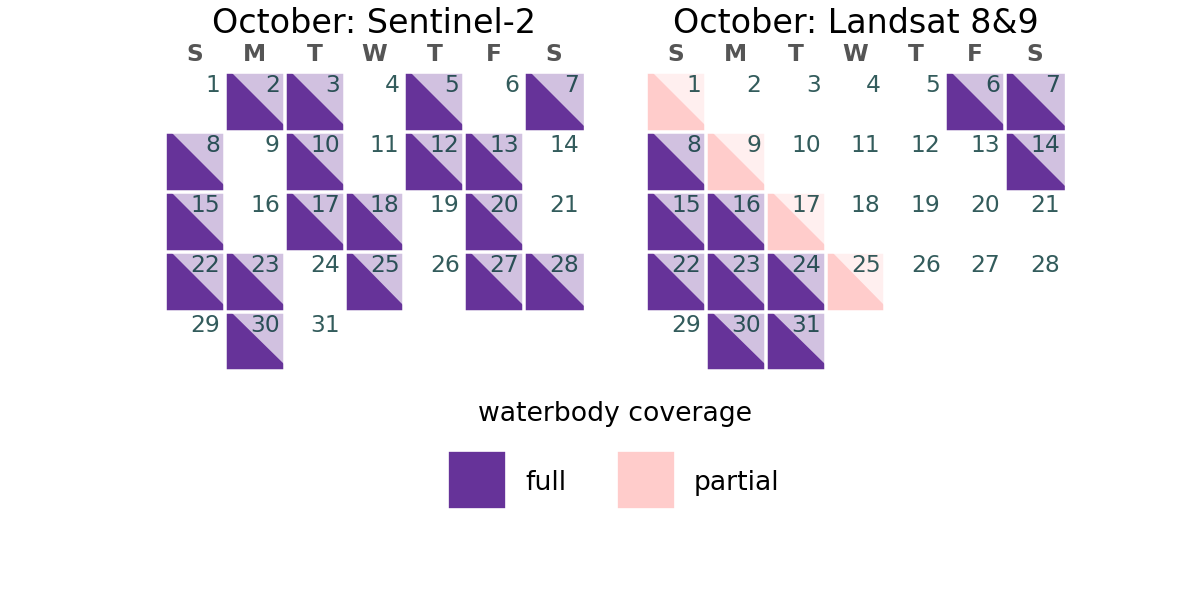 October: Sentinel-2
S M T W T F S
1 2 3 4 5 6 7
8 9 10 11 12 13 14
15 16 17 18 19 20 21
22 23 24 25 26 27 28
29 30 31
October: Landsat 8&9
S M T W T F S
1 2 3 4 5 6 7
8 9 10 11 12 13 14
15 16 17 18 19 20 21
22 23 24 25 26 27 28
29 30 31
waterbody coverage
full partial